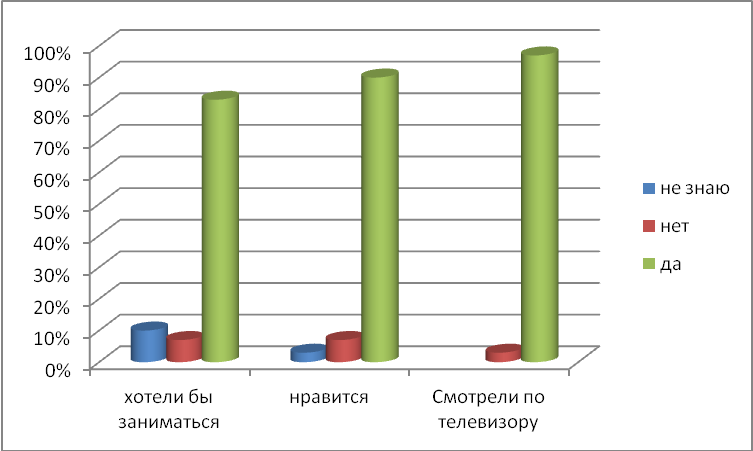 100%
90%
80%
70%
60%
50%
40%
30%
20%
10%
0%
хотели бы
заниматься
нравится
Смотрели по
телевизору
не знаю
нет
да